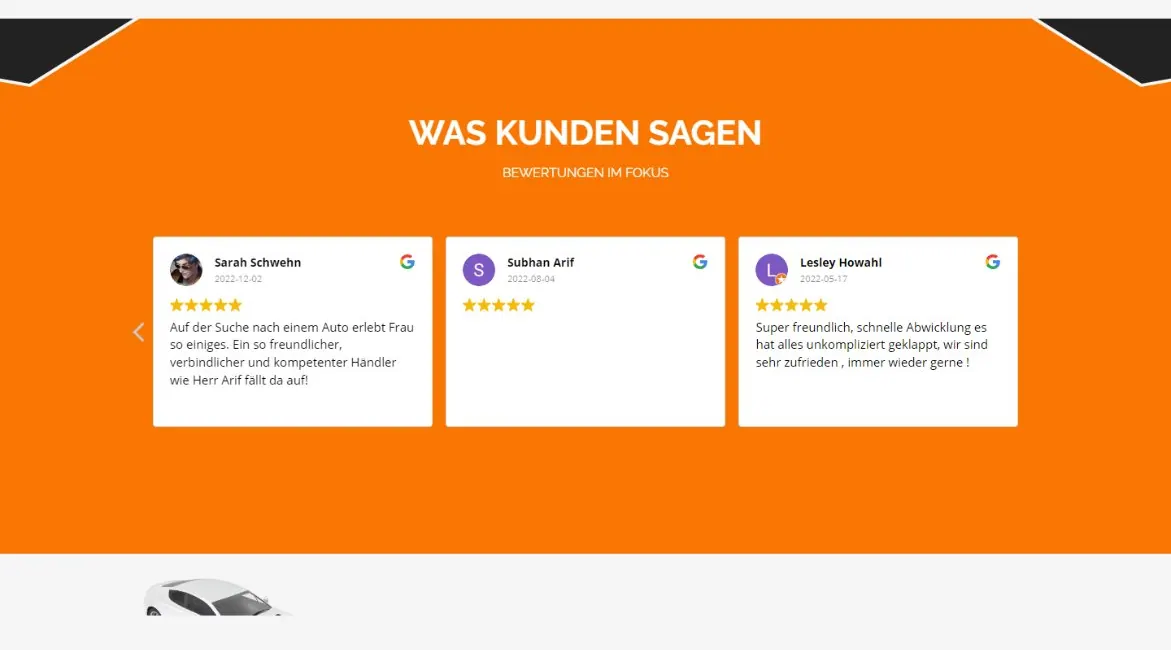 WAS KUNDEN SAGEN
BEWERTUNGEN IM FOKUS
Sarah Schwehn
2022-12-02
Auf der Suche nach einem Auto erlebt Frau
so einiges. Ein so freundlicher,
verbindlicher und kompetenter Händler
wie Herr Arif fällt da auf!
S
Subhan Arif
2022-08-04
L
Lesley Howahl
2022-05-17
Super freundlich, schnelle Abwicklung es
hat alles unkompliziert geklappt, wir sind
sehr zufrieden , immer wieder gerne !